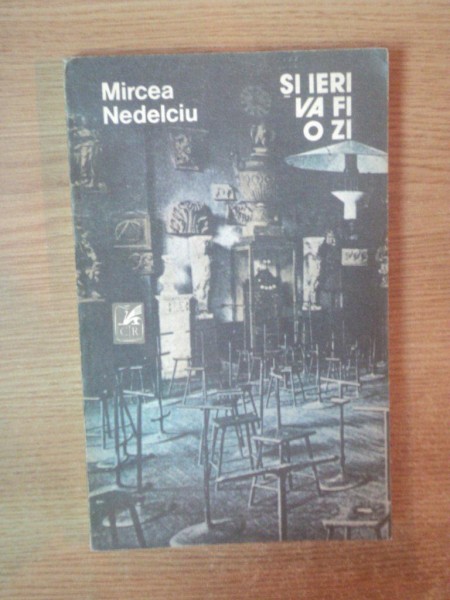 Mircea
Nedelciu
ȘI IERI
VA FI
O ZI
CR